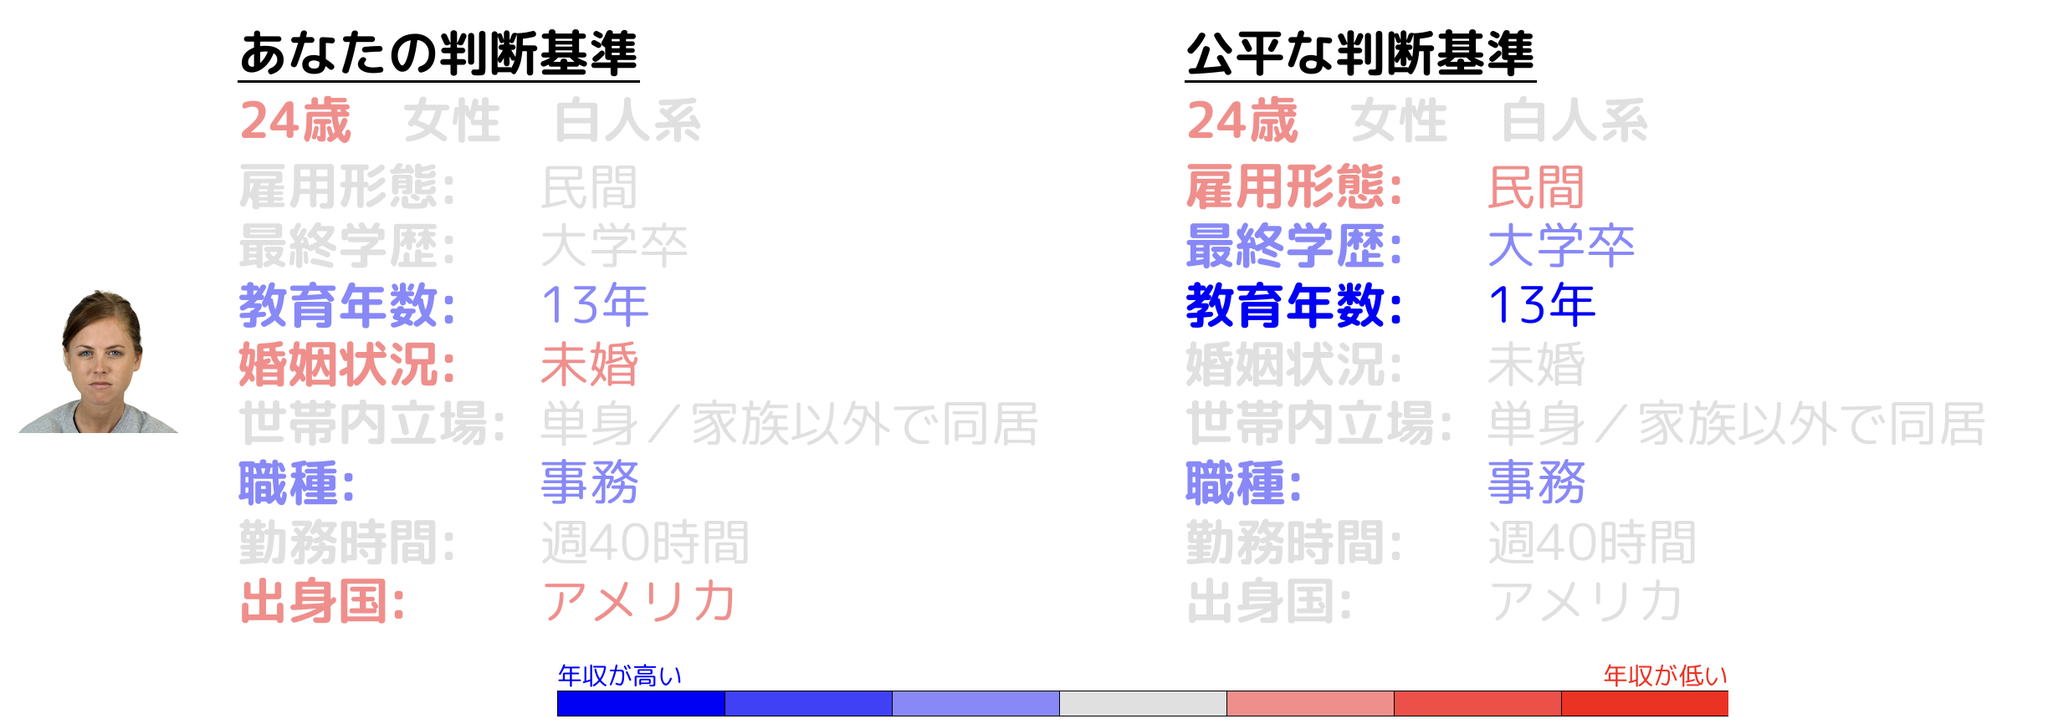 あなたの判断基準
24歳 女性 白人系
雇用形態: 民間
最終学歴: 大学卒
教育年数: 13年
婚姻状況: 未婚
世帯内立場: 単身／家族以外で同居
職種: 事務
勤務時間: 週40時間
出身国: アメリカ
公平な判断基準
24歳 女性 白人系
雇用形態: 民間
最終学歴: 大学卒
教育年数: 13年
婚姻状況: 未婚
世帯内立場: 単身／家族以外で同居
職種: 事務
勤務時間: 週40時間
出身国: アメリカ
年収が高い
年収が低い